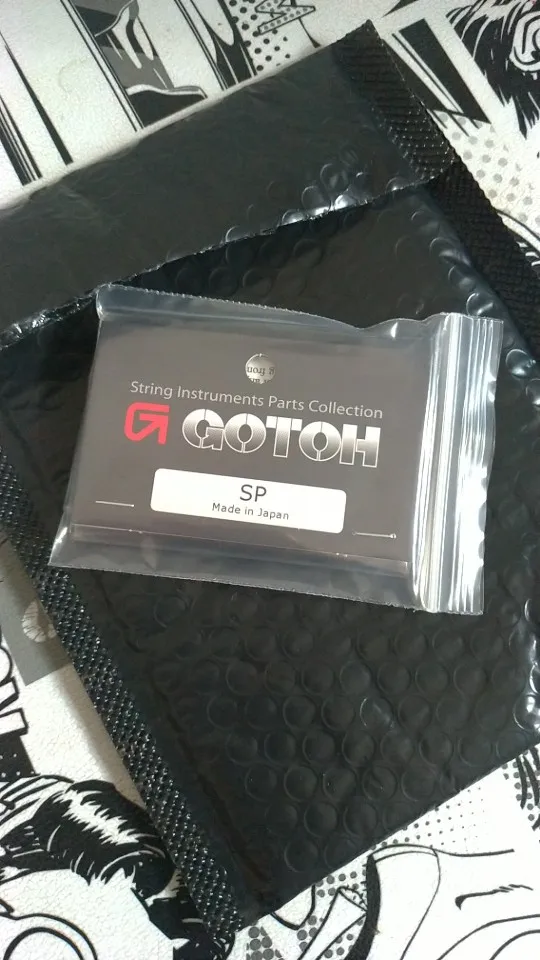 String Instruments Parts Collection
GOTOH
SP
Made in Japan